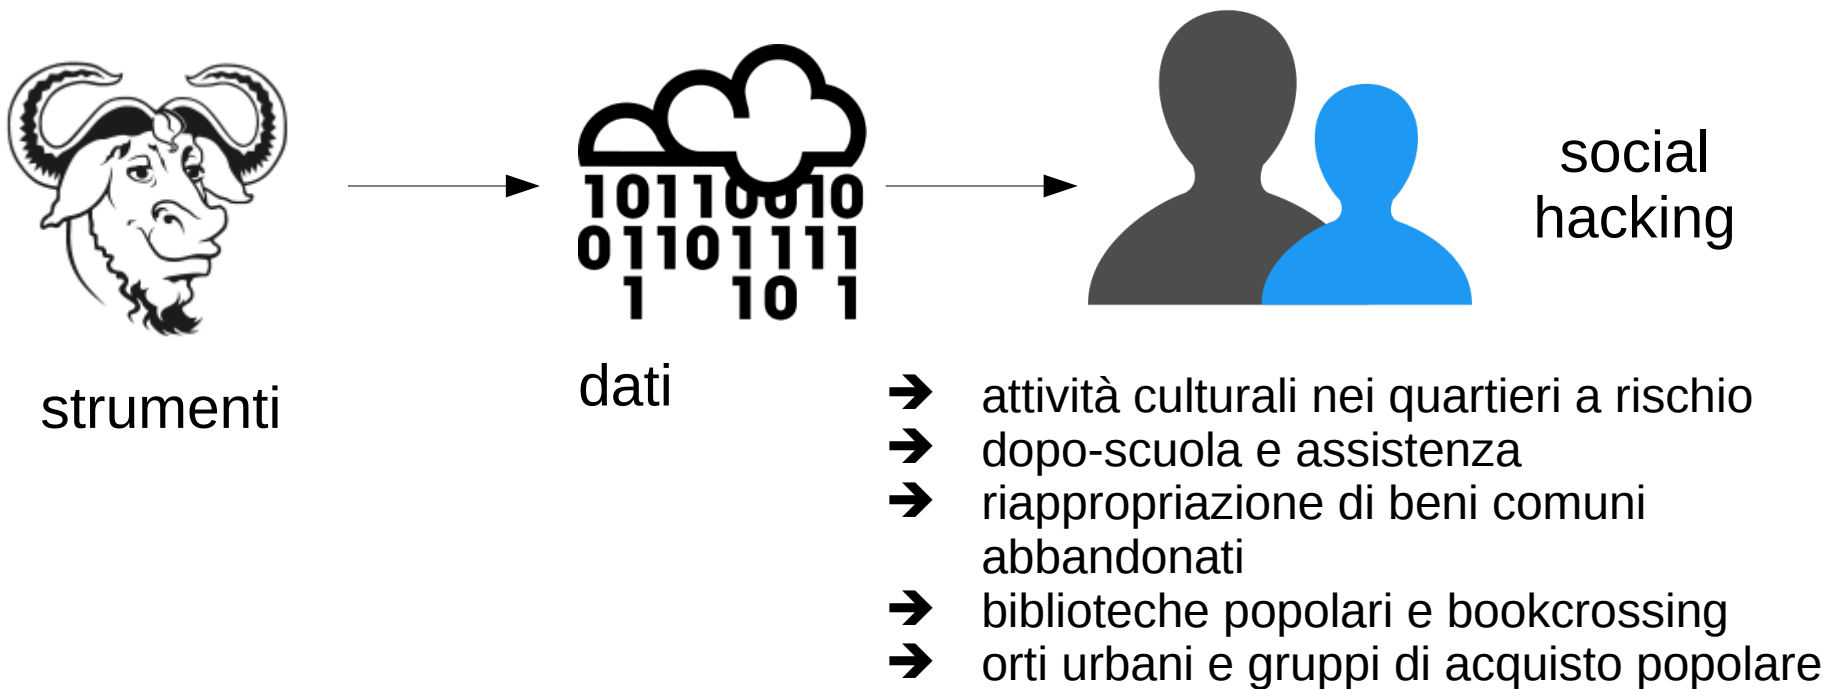 10110010
01101111
1 10 1
strumenti
dati
social
hacking
➔ attività culturali nei quartieri a rischio
➔ dopo-scuola e assistenza
➔ riappropriazione di beni comuni
abbandonati
➔ biblioteche popolari e bookcrossing
➔ orti urbani e gruppi di acquisto popolare